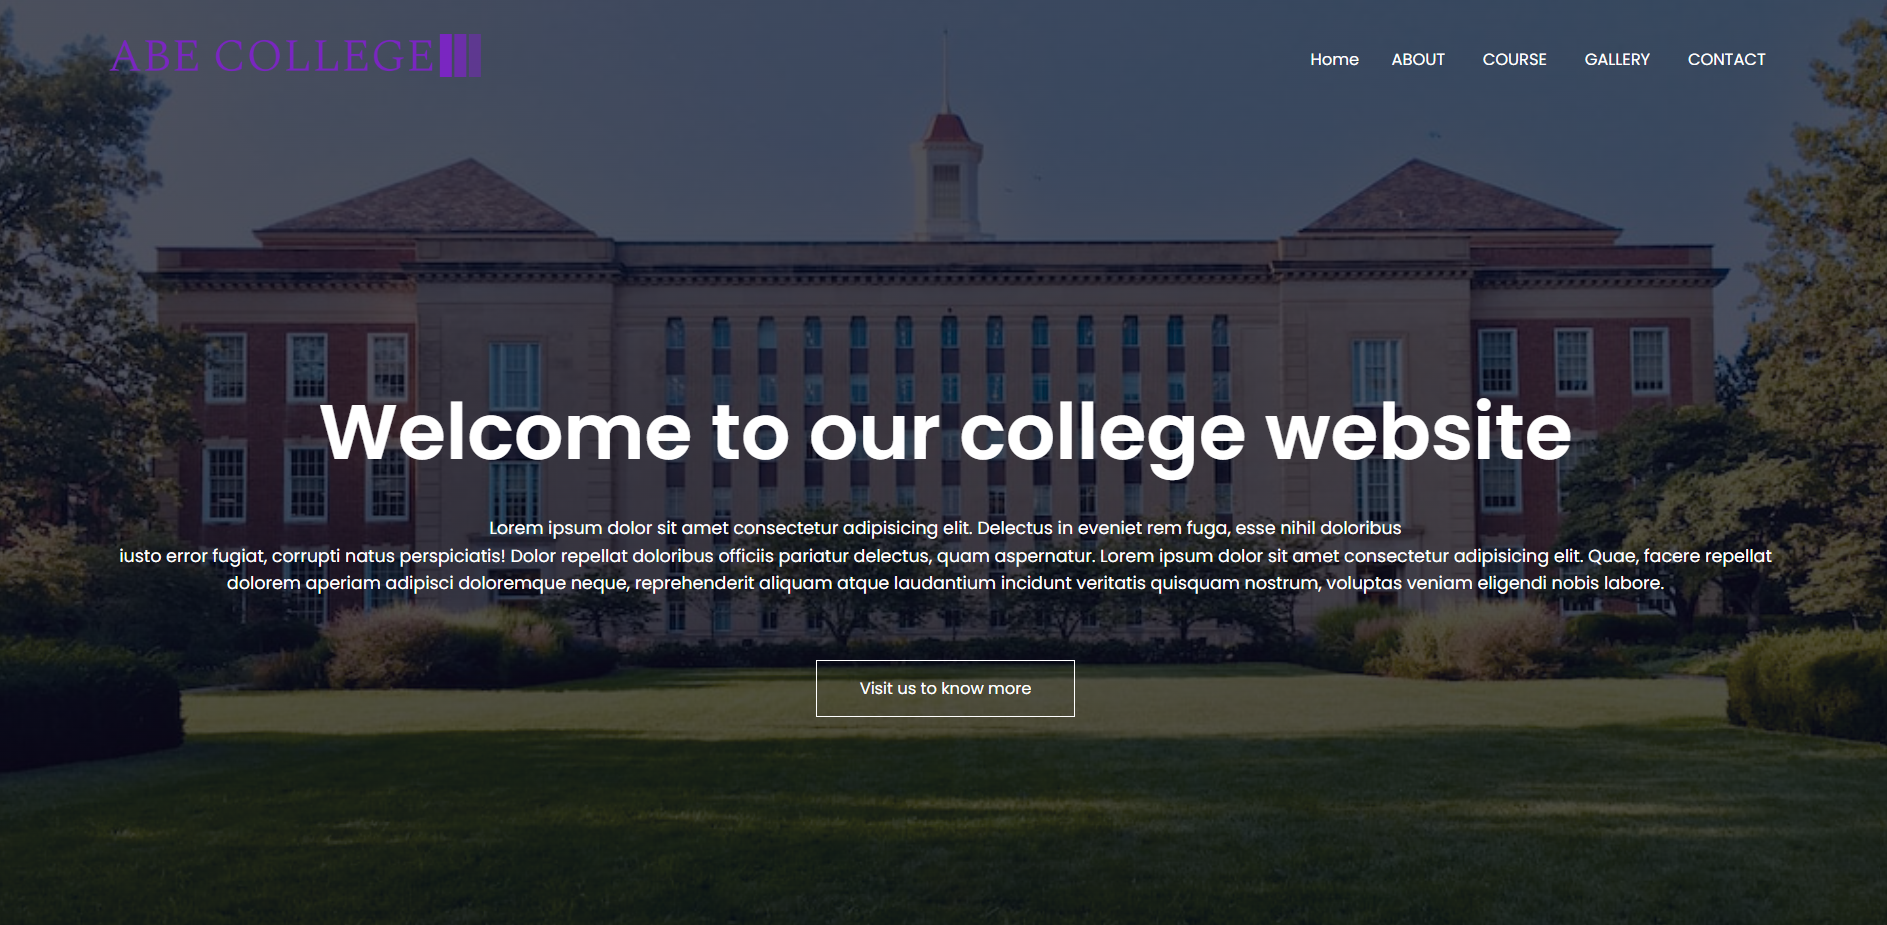 ABE COLLEGE
Home ABOUT COURSE GALLERY CONTACT
Welcome to our college website
Lorem ipsum dolor sit amet consectetur adipisicing elit. Delectus in eveniet rem fuga, esse nihil doloribus
iusto error fugiat, corrupti natus perspiciatis! Dolor repellat doloribus officiis pariatur delectus, quam aspernatur. Lorem ipsum dolor sit amet consectetur adipisicing elit. Quae, facere repellat
dolorem aperiam adipisci doloremque neque, reprehenderit aliquam atque laudantium incidunt veritatis quisquam nostrum, voluptas veniam eligendi nobis labore.
Visit us to know more